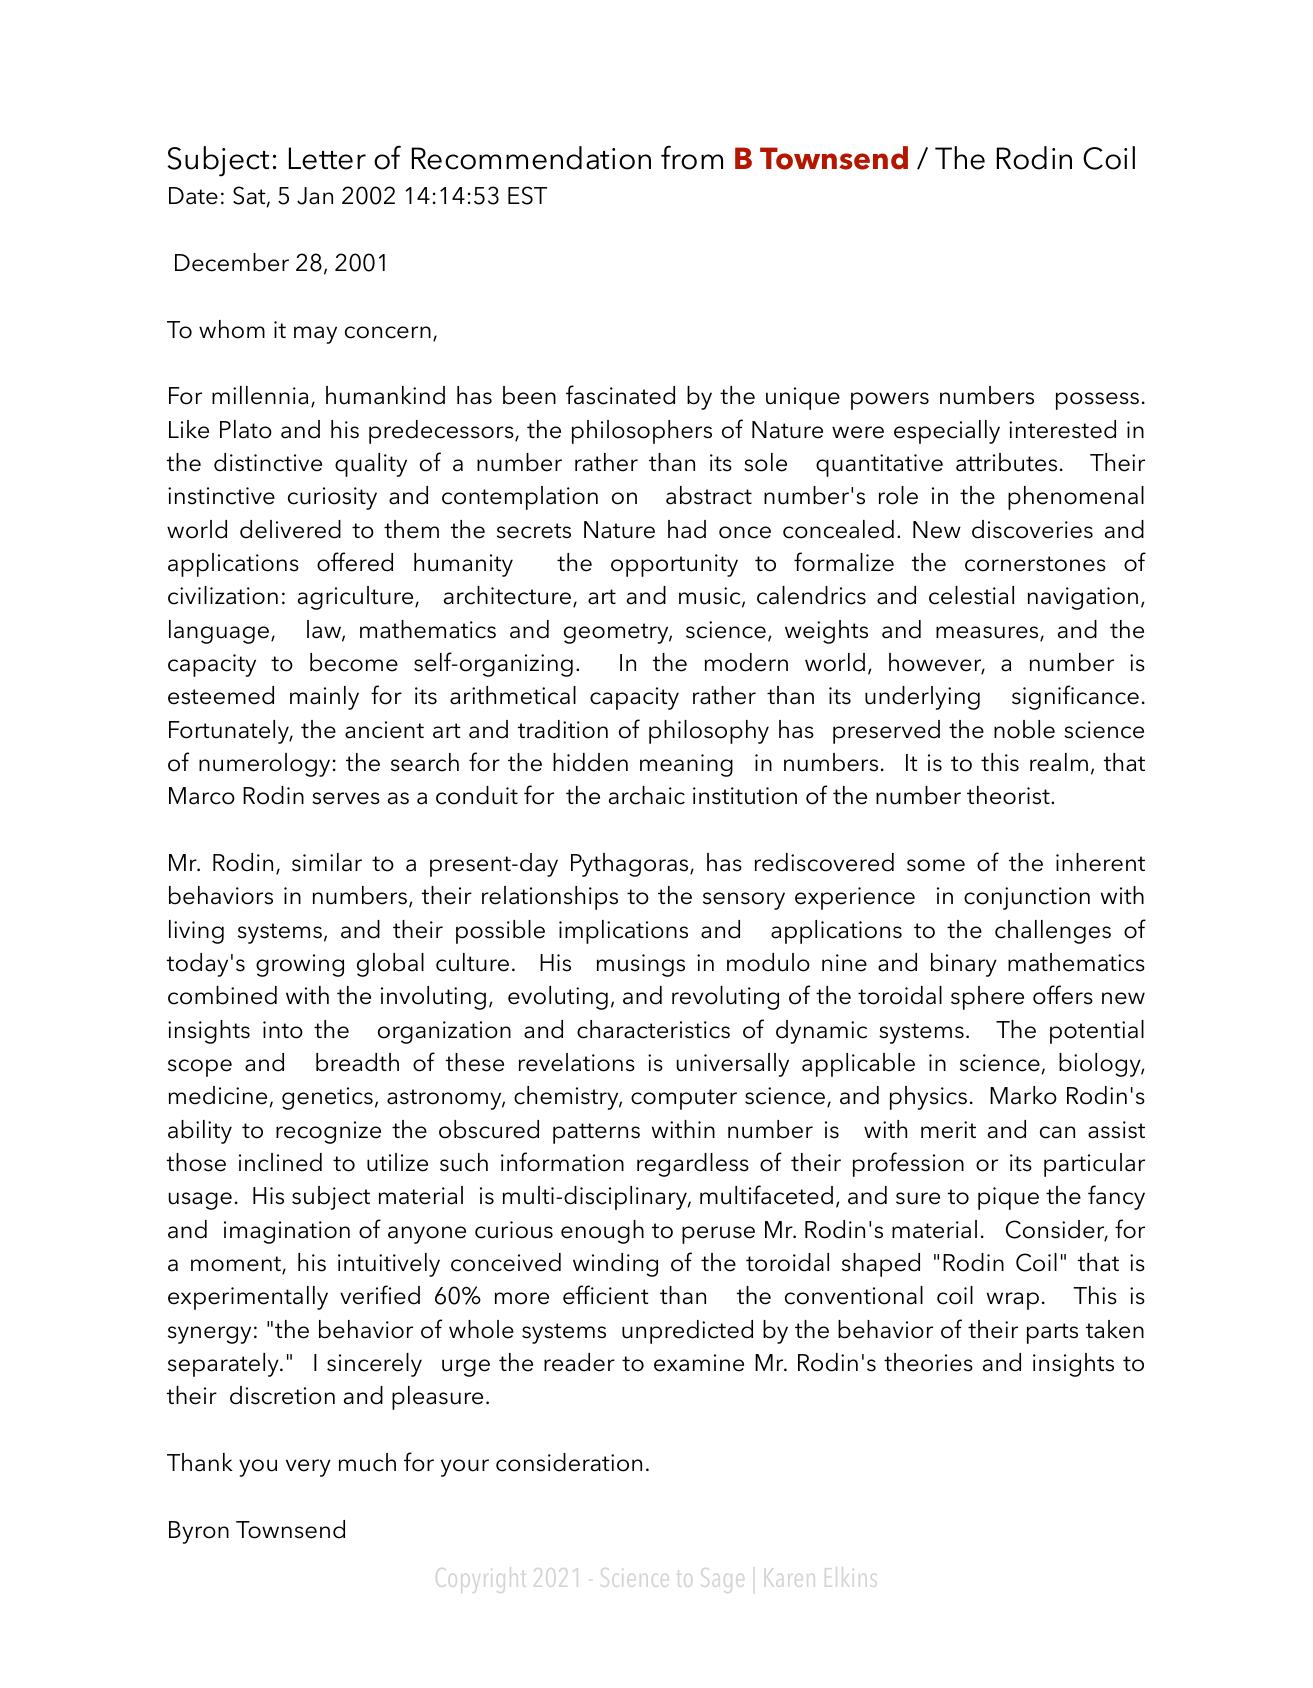 Subject: Letter of Recommendation from B Townsend / The Rodin Coil
Date: Sat, 5 Jan 2002 14:14:53 EST
December 28, 2001
To whom it may concern,
For millennia, humankind has been fascinated by the unique powers numbers possess.
Like Plato and his predecessors, the philosophers of Nature were especially interested in
the distinctive quality of a number rather than its sole quantitative attributes. Their
instinctive curiosity and contemplation on abstract number's role in the phenomenal
world delivered to them the secrets Nature had once concealed. New discoveries and
applications offered humanity the opportunity to formalize the cornerstones of
civilization: agriculture, architecture, art and music, calendrics and celestial navigation,
language, law, mathematics and geometry, science, weights and measures, and the
capacity to become self-organizing. In the modern world, however, a number is
esteemed mainly for its arithmetical capacity rather than its underlying significance.
Fortunately, the ancient art and tradition of philosophy has preserved the noble science
of numerology: the search for the hidden meaning in numbers. It is to this realm, that
Marco Rodin serves as a conduit for the archaic institution of the number theorist.
Mr. Rodin, similar to a present-day Pythagoras, has rediscovered some of the inherent
behaviors in numbers, their relationships to the sensory experience in conjunction with
living systems, and their possible implications and applications to the challenges of
today's growing global culture. His musings in modulo nine and binary mathematics
combined with the involuting, evoluting, and revoluting of the toroidal sphere offers new
insights into the organization and characteristics of dynamic systems. The potential
scope and breadth of these revelations is universally applicable in science, biology,
medicine, genetics, astronomy, chemistry, computer science, and physics. Marko Rodin's
ability to recognize the obscured patterns within number is with merit and can assist
those inclined to utilize such information regardless of their profession or its particular
usage. His subject material is multi-disciplinary, multifaceted, and sure to pique the fancy
and imagination of anyone curious enough to peruse Mr. Rodin's material. Consider, for
a moment, his intuitively conceived winding of the toroidal shaped "Rodin Coil" that is
experimentally verified 60% more efficient than the conventional coil wrap. This is
synergy: "the behavior of whole systems unpredicted by the behavior of their parts taken
separately." I sincerely urge the reader to examine Mr. Rodin's theories and insights to
their discretion and pleasure.
Thank you very much for your consideration.
Byron Townsend
Copyright 2021 - Science to Sage | Karen Elkins